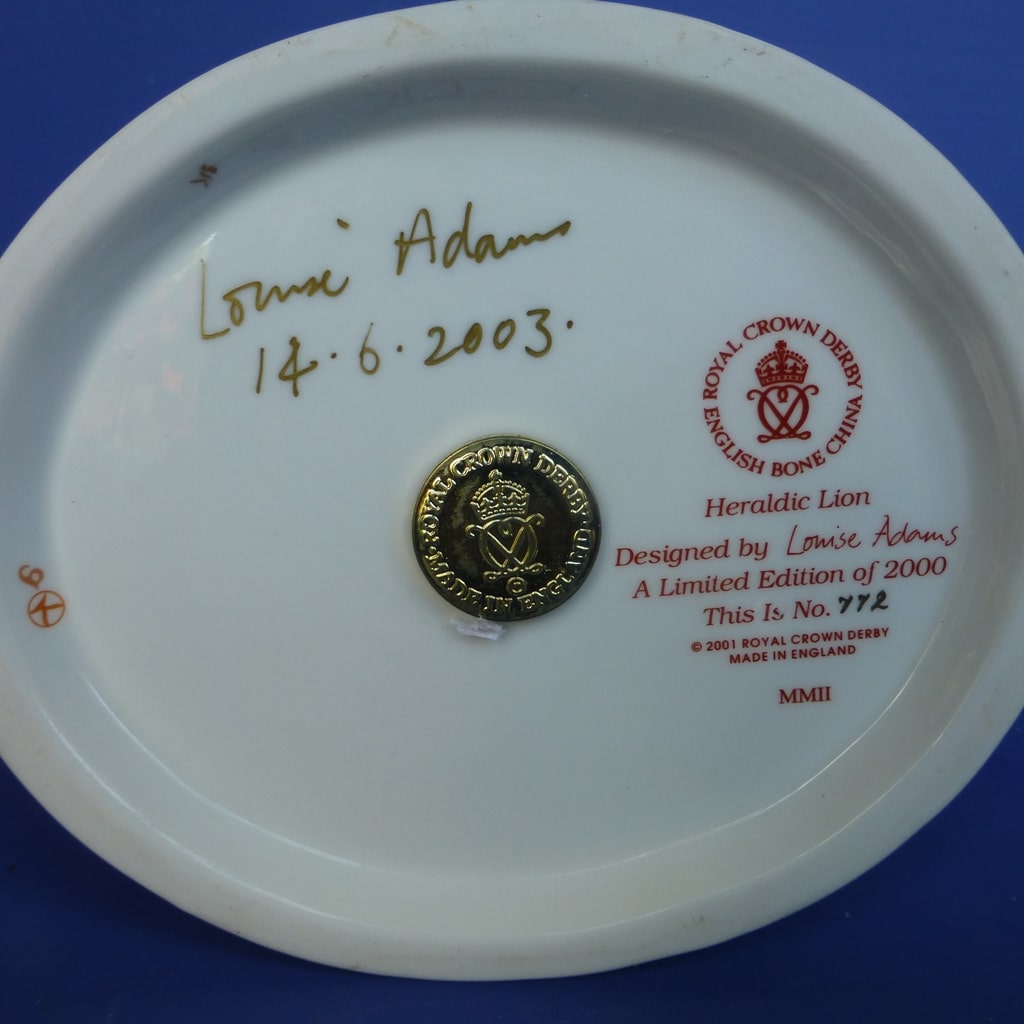 Louise Adams
14.6.2003.
ROYAL CROWN DERBY
ENGLISH BONE CHINA
Heraldic Lion
Designed by Louise Adams
A Limited Edition of 2000
This Is No. 772
© 2001 ROYAL CROWN DERBY
MADE IN ENGLAND
MMII
ROYAL CROWN DERBY
MADE IN ENGLAND
©